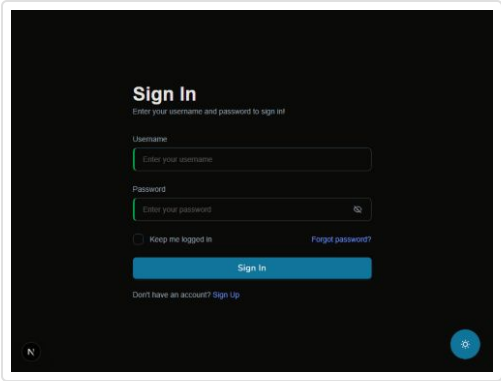 Sign In
Enter your username and password to sign in!
Username
Enter your username
Password
Enter your password
Keep me logged in Forgot password?
Sign In
Don't have an account? Sign Up
N